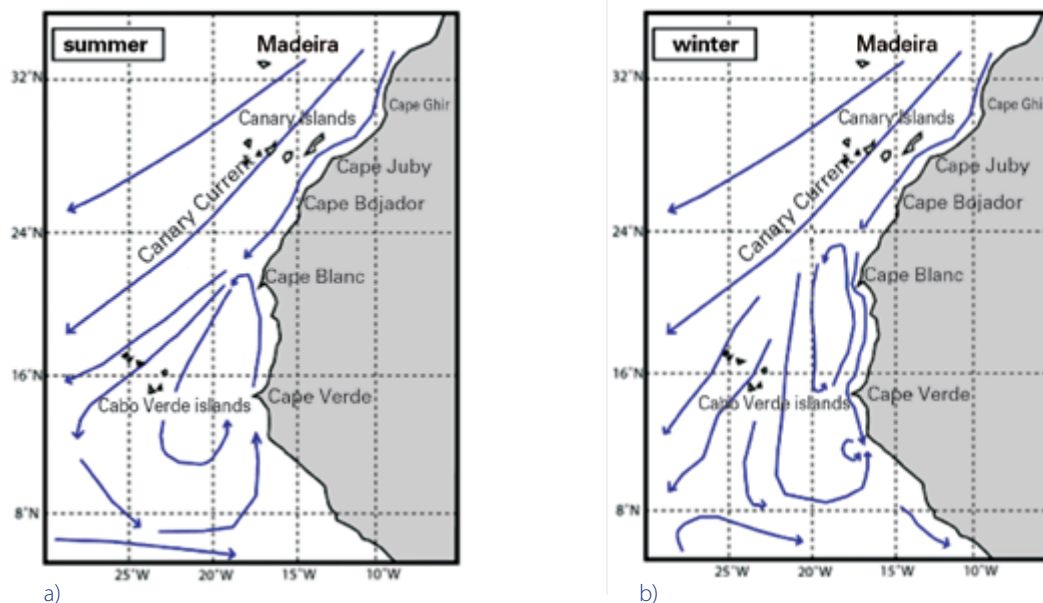 summer
Madeira
32°N
Cape Ghir
Canary Islands
Cape Juby
Canary Current
Cape Bojador
24°N
Cape Blanc
16°N
Cabo Verde islands
Cape Verde
8°N
25°W
20°W
15°W
10°W
a)
winter
Madeira
32°N
Cape Ghi
Canary Islands
Cape Juby
Canary Current
Cape Bojador
24°N
Cape Blanc
16°N
Cabo Verde islands
Cape Verde
8°N
25°W
20°W
15°W
10°W
b)